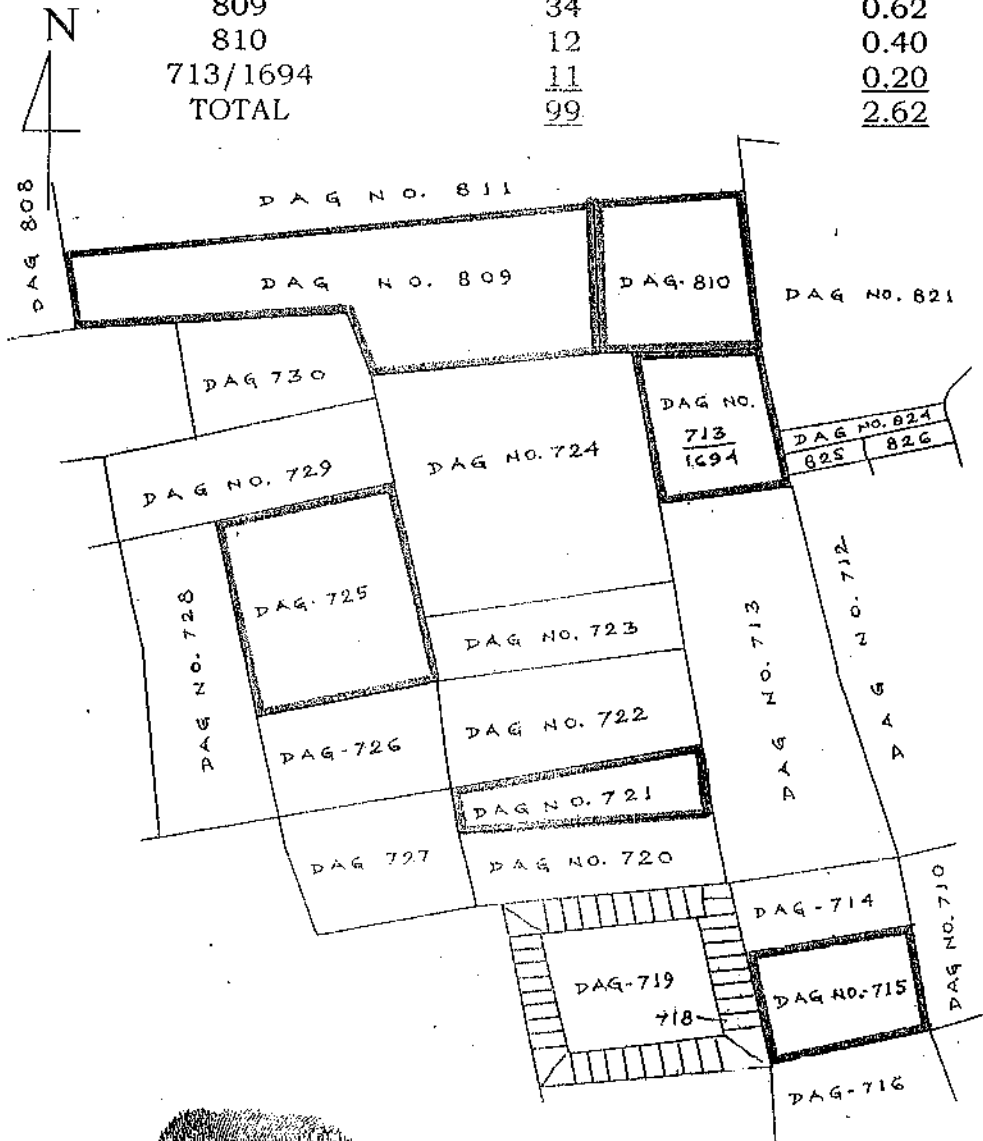 N
809 34 0.62
810 12 0.40
713/1694 11 0.20
TOTAL 99 2.62
DAG 808
DAG NO. 811
DAG NO. 809
DAG-810
DAG NO. 821
DAG 730
DAG NO.
713
1694
DAG NO. 824
825
826
DAG NO. 729
DAG NO. 724
DAG NO. 728
DAG-725
DAG NO. 723
DAG NO. 713
DAG NO. 712
DAG-726
DAG NO. 722
DAG NO. 721
DAG 727
DAG NO. 720
DAG-714
DAG NO. 710
DAG-719
718
DAG NO.-715
DAG-716